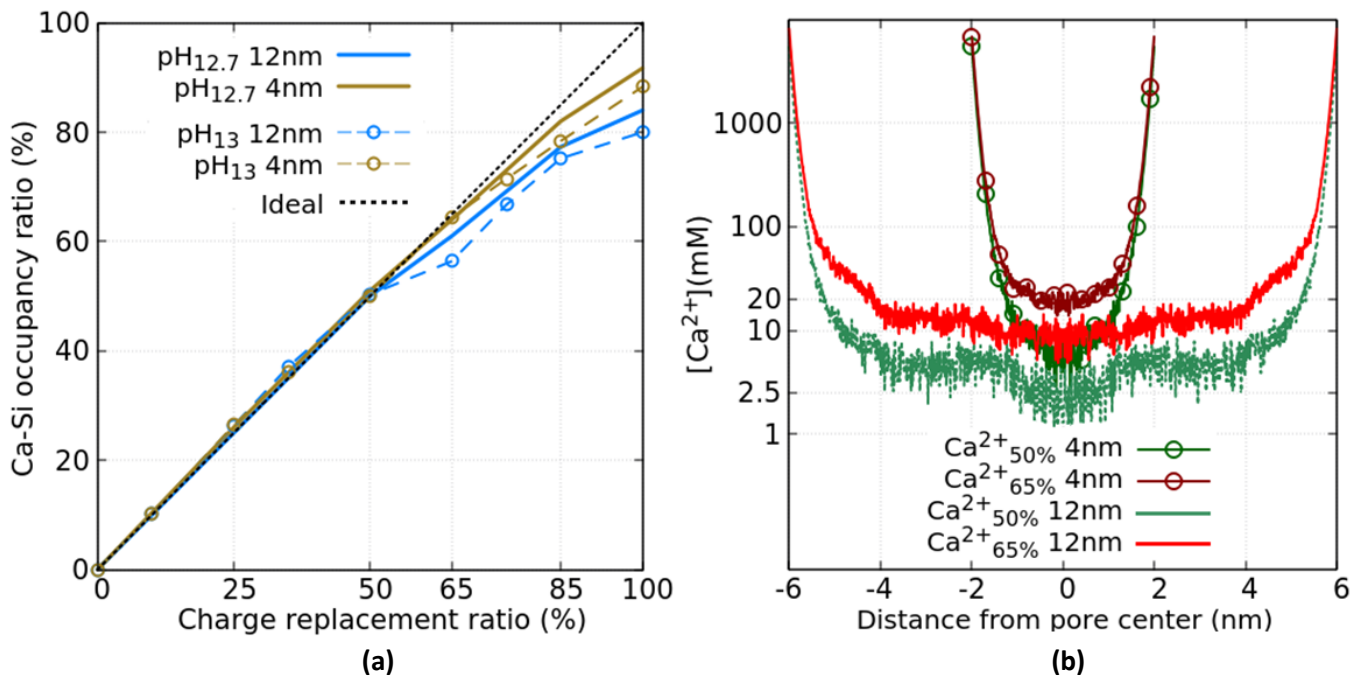 100
80
60
40
20
0
Ca-Si occupancy ratio (%)
pH12.7 12nm
pH12.7 4nm
pH13 12nm
pH13 4nm
Ideal
0 25 50 65 85 100
Charge replacement ratio (%)
(a)
1000
100
20
10
2.5
1
[Ca2+](mM)
Ca2+50% 4nm
Ca2+65% 4nm
Ca2+50% 12nm
Ca2+65% 12nm
-6 -4 -2 0 2 4 6
Distance from pore center (nm)
(b)